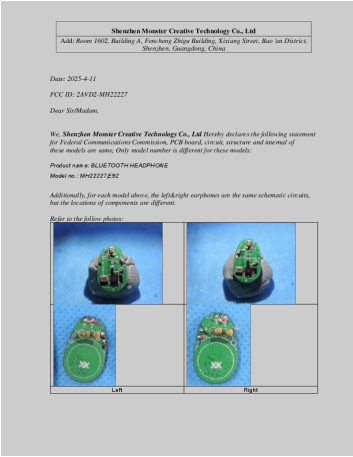 Shenzhen Monster Creative Technology Co., Ltd
Add: Room 1602, Building A, Fencheng Zhigu Building, Xixiang Street, Bao'an District,
Shenzhen, Guangdong, China
Date: 2025-4-11
FCC ID: 2AVD2-MH22227
Dear Sir/Madam,
We, Shenzhen Monster Creative Technology Co., Ltd Hereby declares the following statement
for Federal Communications Commission, PCB board, circuit, structure and internal of
these models are same, Only model number is different for these models:
Product name: BLUETOOTH HEADPHONE
Model no.: MH22227,E92
Additionally, for each model above, the left&right earphones are the same schematic circuits,
but the locations of components are different.
Refer to the follow photos:
Left
Right